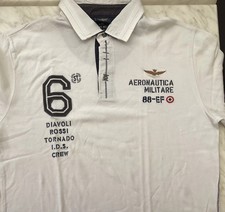 6°
DIAVOLI
ROSSI
TORNADO
I.D.S.
CREW
AERONAUTICA
MILITARE
88-EF